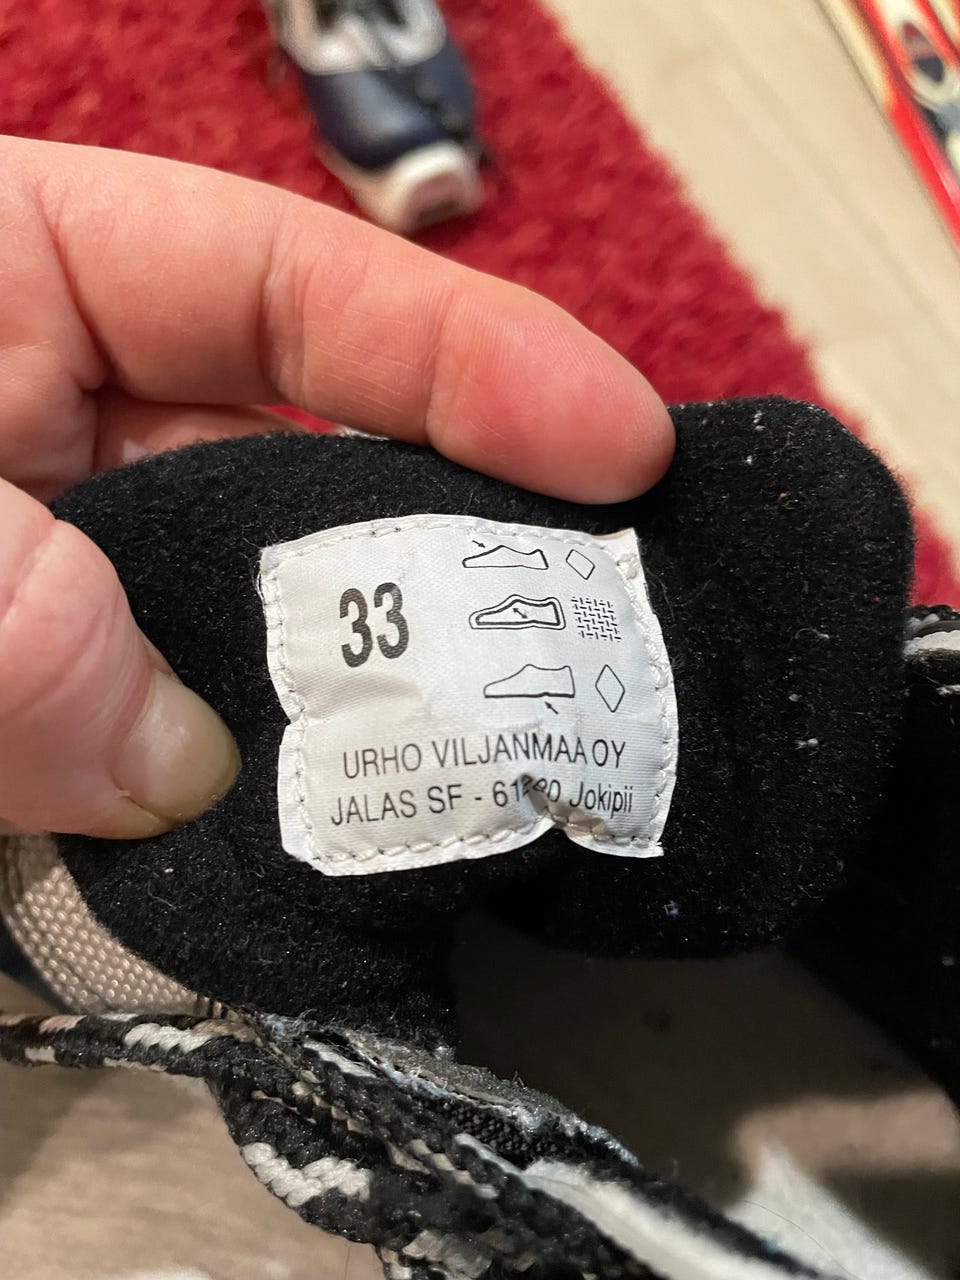 33
URHO VILJANMAA OY
JALAS SF - Jokipii